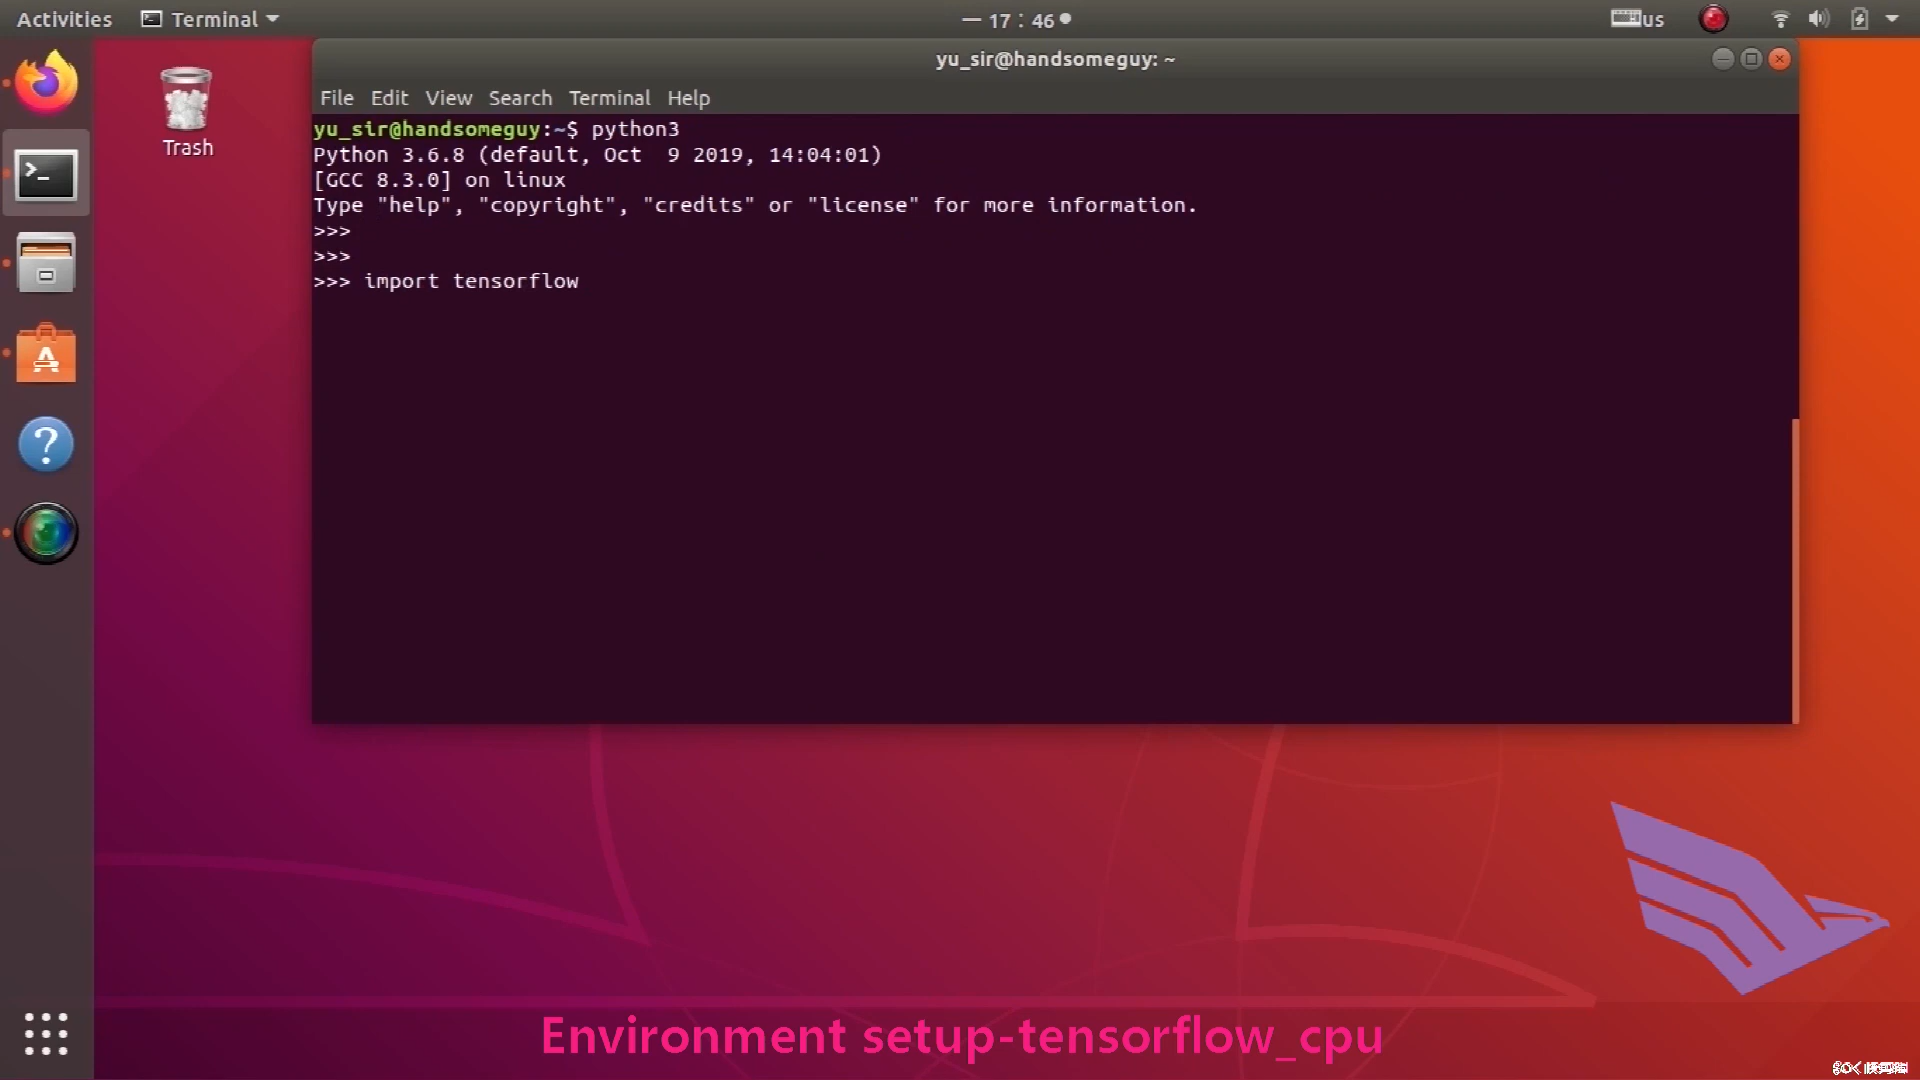 Activities
Terminal
一 17 : 46
us
Trash
yu_sir@handsomeguy: ~
File Edit View Search Terminal Help
yu_sir@handsomeguy:~$ python3
Python 3.6.8 (default, Oct  9 2019, 14:04:01)
[GCC 8.3.0] on linux
Type "help", "copyright", "credits" or "license" for more information.
>>>
>>>
>>> import tensorflow
Environment setup-tensorflow_cpu